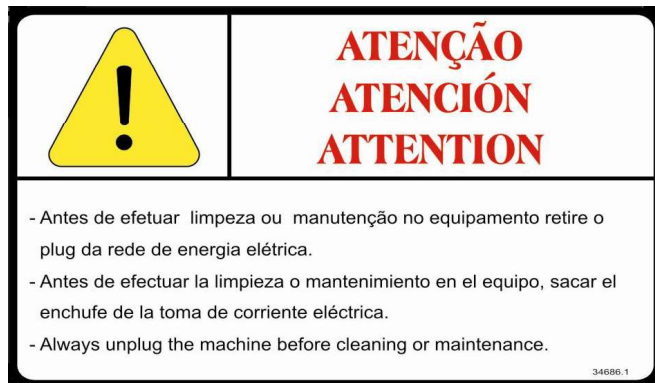 ATENÇÃO
ATENCIÓN
ATTENTION
- Antes de efetuar limpeza ou manutenção no equipamento retire o
plug da rede de energia elétrica.
- Antes de efectuar la limpieza o mantenimiento en el equipo, sacar el
enchufe de la toma de corriente eléctrica.
- Always unplug the machine before cleaning or maintenance.
34686.1